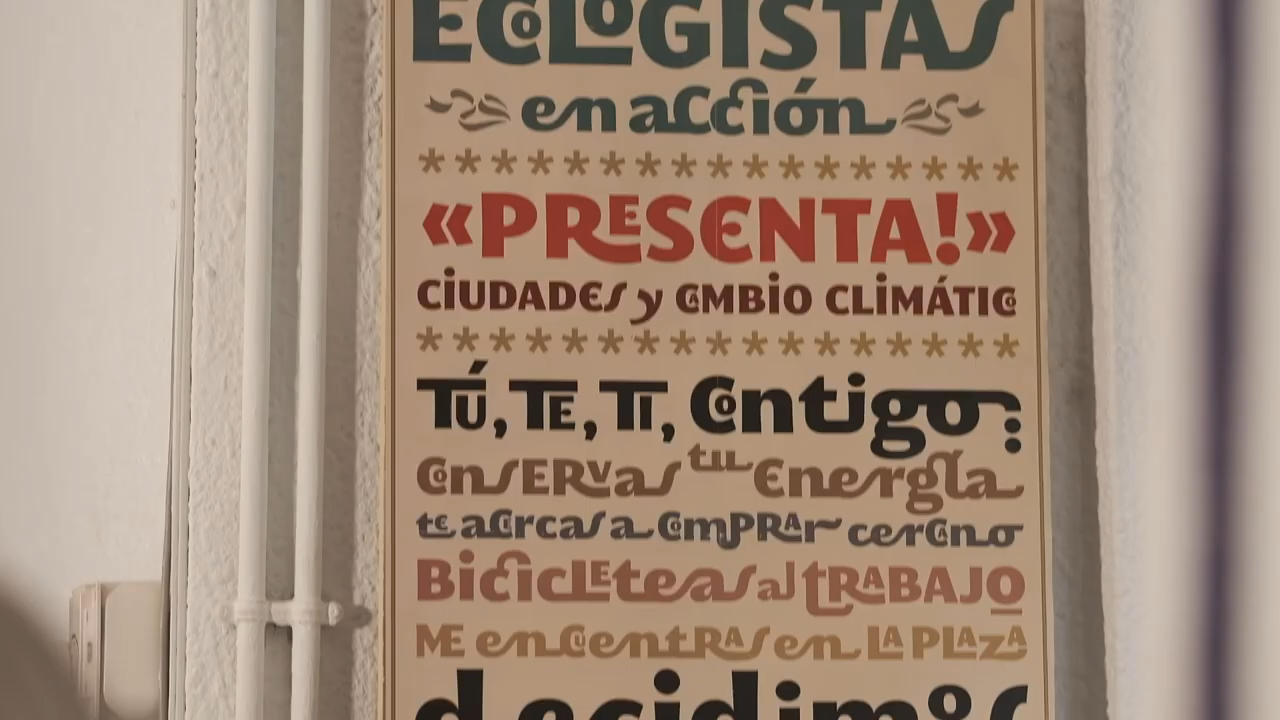 ECOLOGISTAS
en acción
*****************
«PRESENTA!»
CiUDADES y CAMBiO CLiMÁTICO
*****************
TÚ, TE, TI, Contigo:
ConSERVas tu Energía
te acercas a ComPRAr cercano
BicicLEteas al tRABAJO
ME enCuentRAS en LA PLAZA
decidimos